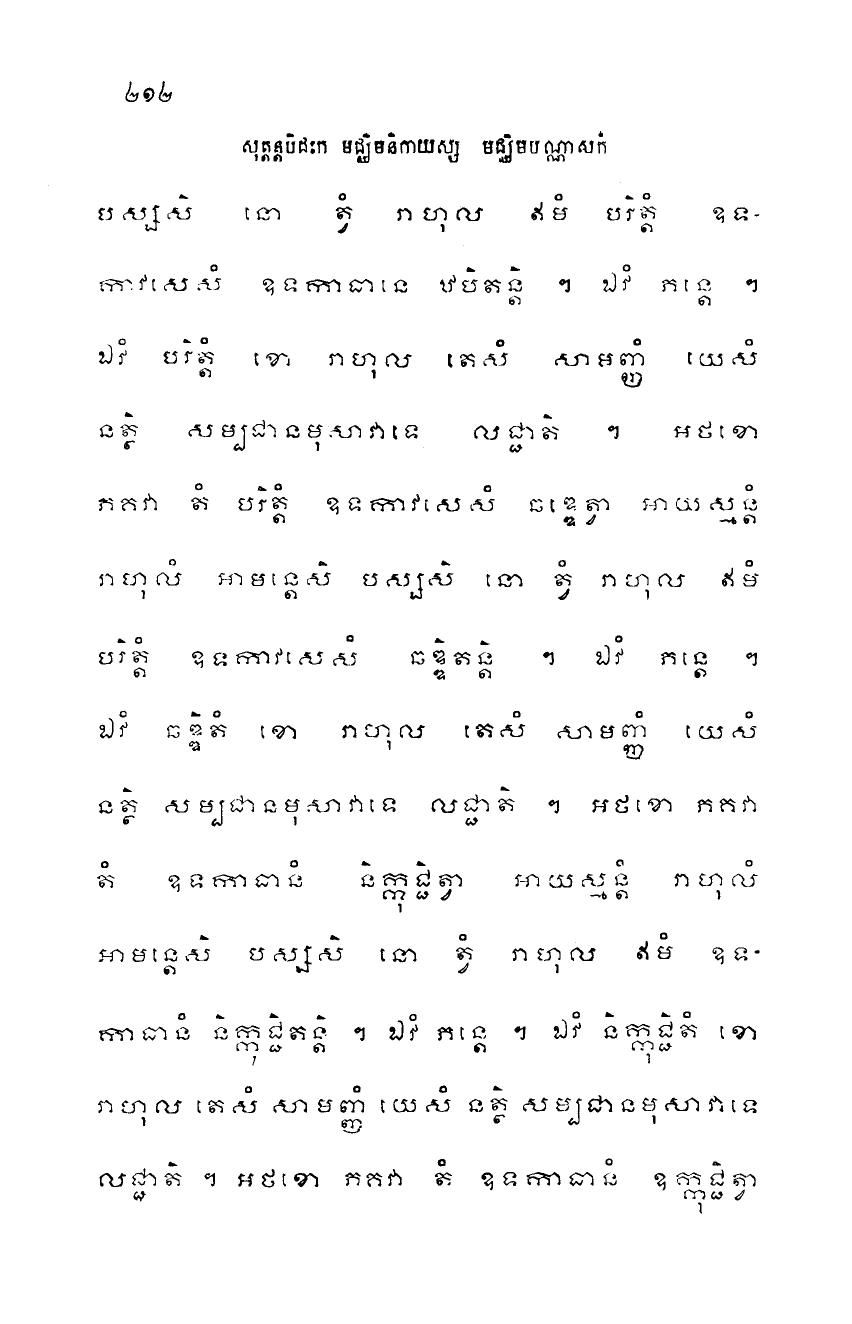 ២១២
សុត្តន្តបិដកេ មជ្ឈិមនិកាយស្ស មជ្ឈិមបណ្ណាសកំ
បស្សសិ នោ ត្វំ រាហុល ឥមំ បរិត្តំ ឧទ-
កាវសេសំ ឧទកាធានេ ឋបិតន្តិ ។ ឯវំ ភន្តេ ។
ឯវំ បរិត្តំ ខោ រាហុល តេសំ សាមញ្ញំ យេសំ
នត្ថិ សម្បជានមុសាវាទេ លជ្ជាតិ ។ អថខោ
ភគវា តំ បរិត្តំ ឧទកាវសេសំ ឆឌ្ឌេត្វា អាយស្មន្តំ
រាហុលំ អាមន្តេសិ បស្សសិ នោ ត្វំ រាហុល ឥមំ
បរិត្តំ ឧទកាវសេសំ ឆឌ្ឌិតន្តិ ។ ឯវំ ភន្តេ ។
ឯវំ ឆឌ្ឌិតំ ខោ រាហុល តេសំ សាមញ្ញំ យេសំ
នត្ថិ សម្បជានមុសាវាទេ លជ្ជាតិ ។ អថខោ ភគវា
តំ ឧទកាធានំ និក្កុជ្ជិត្វា អាយស្មន្តំ រាហុលំ
អាមន្តេសិ បស្សសិ នោ ត្វំ រាហុល ឥមំ ឧទ-
កាធានំ និក្កុជ្ជិតន្តិ ។ ឯវំ ភន្តេ ។ ឯវំ និក្កុជ្ជិតំ ខោ
រាហុល តេសំ សាមញ្ញំ យេសំ នត្ថិ សម្បជានមុសាវាទេ
លជ្ជាតិ ។ អថខោ ភគវា តំ ឧទកាធានំ ឧក្កុជ្ជិត្វា